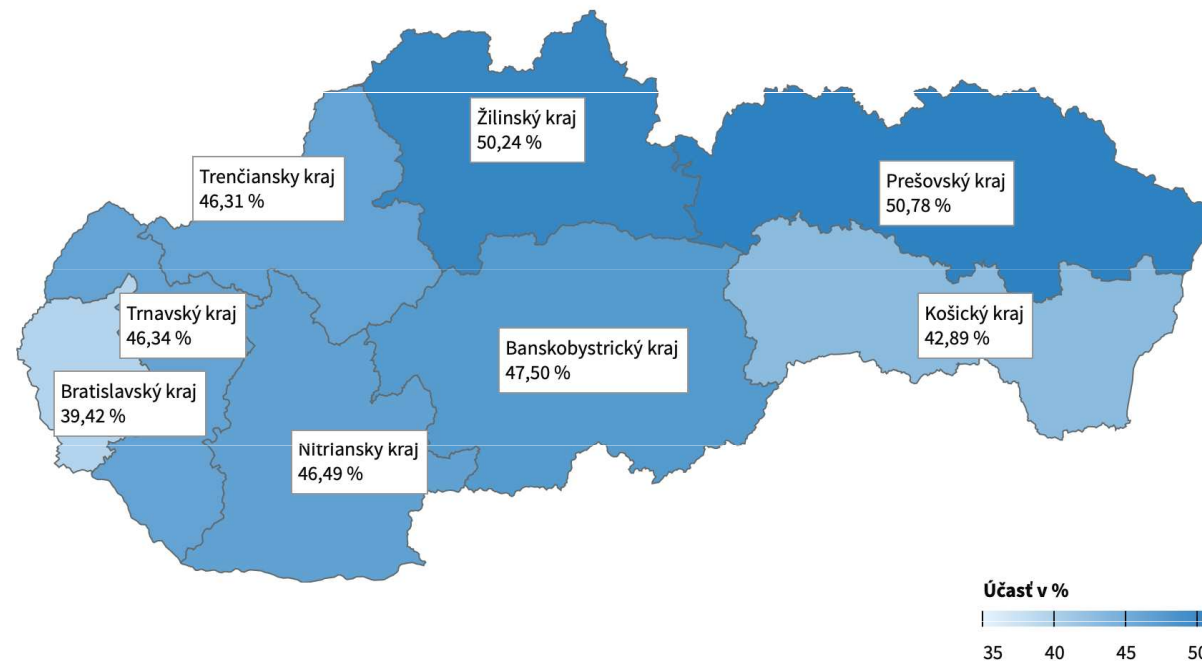 Žilinský kraj
50,24 %
Trenčiansky kraj
46,31 %
Prešovský kraj
50,78 %
Trnavský kraj
46,34 %
Košický kraj
42,89 %
Banskobystrický kraj
47,50 %
Bratislavský kraj
39,42 %
Nitriansky kraj
46,49 %
Účasť v %
35 40 45 50